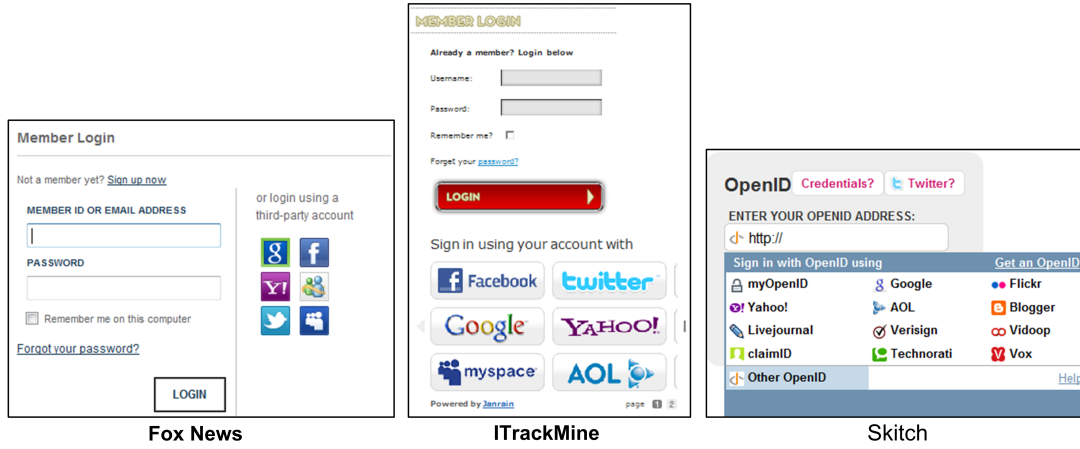 Member Login
Not a member yet? Sign up now
MEMBER ID OR EMAIL ADDRESS
PASSWORD
Remember me on this computer
Forgot your password?
LOGIN
or login using a
third-party account
g f
Y!
Fox News
MEMBER LOGIN
Already a member? Login below
Username:
Password:
Remember me?
Forget your password?
LOGIN
Sign in using your account with
f Facebook twitter
Google YAHOO!
myspace AOL
Powered by Janrain page 1 2
ITrackMine
OpenID Credentials? t Twitter?
ENTER YOUR OPENID ADDRESS:
http://
Sign in with OpenID using Get an OpenID
myOpenID Google Flickr
Y! Yahoo! AOL Blogger
Livejournal Verisign Vidoop
claimID Technorati Vox
Other OpenID Help
Skitch